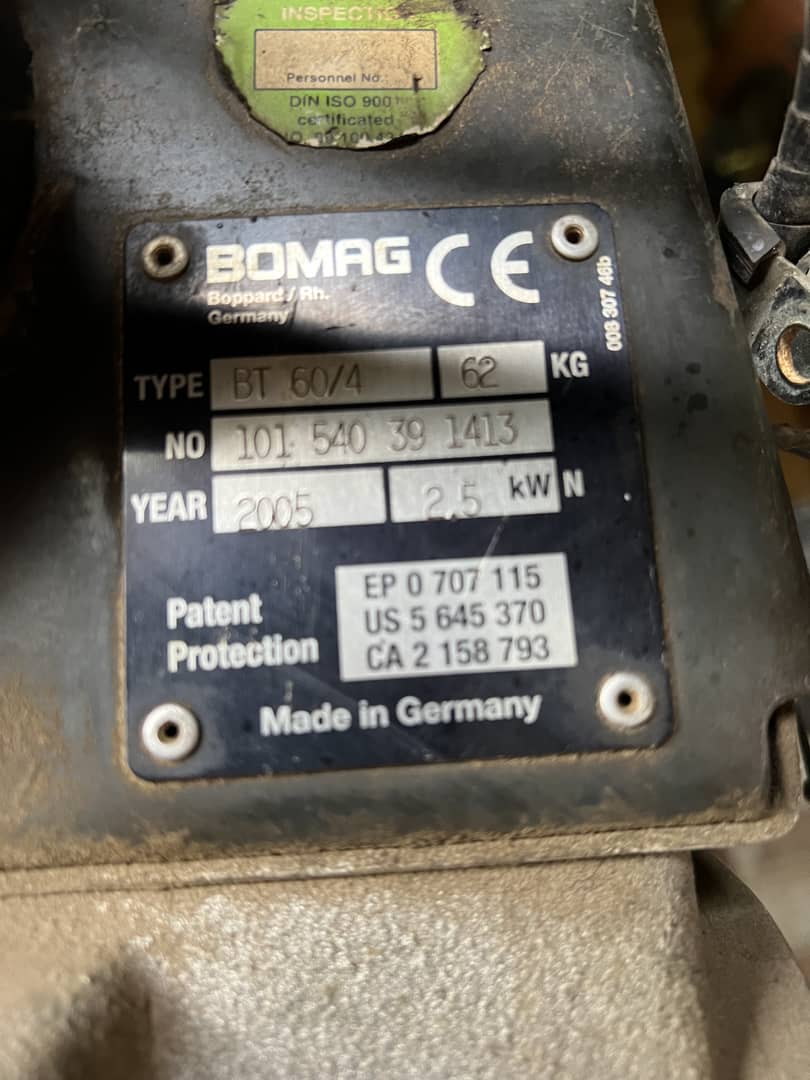 INSPECTI
Personnel No.:
DIN ISO 900
certificated
BOMAG CE
Boppard / Rh.
Germany
008 307 46b
TYPE BT 60/4 62 KG
NO 101 540 39 1413
YEAR 2005 2,5 kW N
Patent
Protection
EP 0 707 115
US 5 645 370
CA 2 158 793
Made in Germany